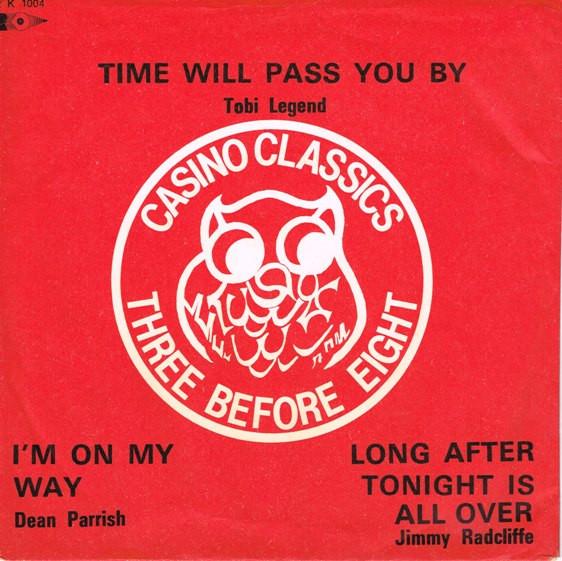 K 1004
TIME WILL PASS YOU BY
Tobi Legend
CASINO CLASSICS
THREE BEFORE EIGHT
I'M ON MY
WAY
Dean Parrish
LONG AFTER
TONIGHT IS
ALL OVER
Jimmy Radcliffe